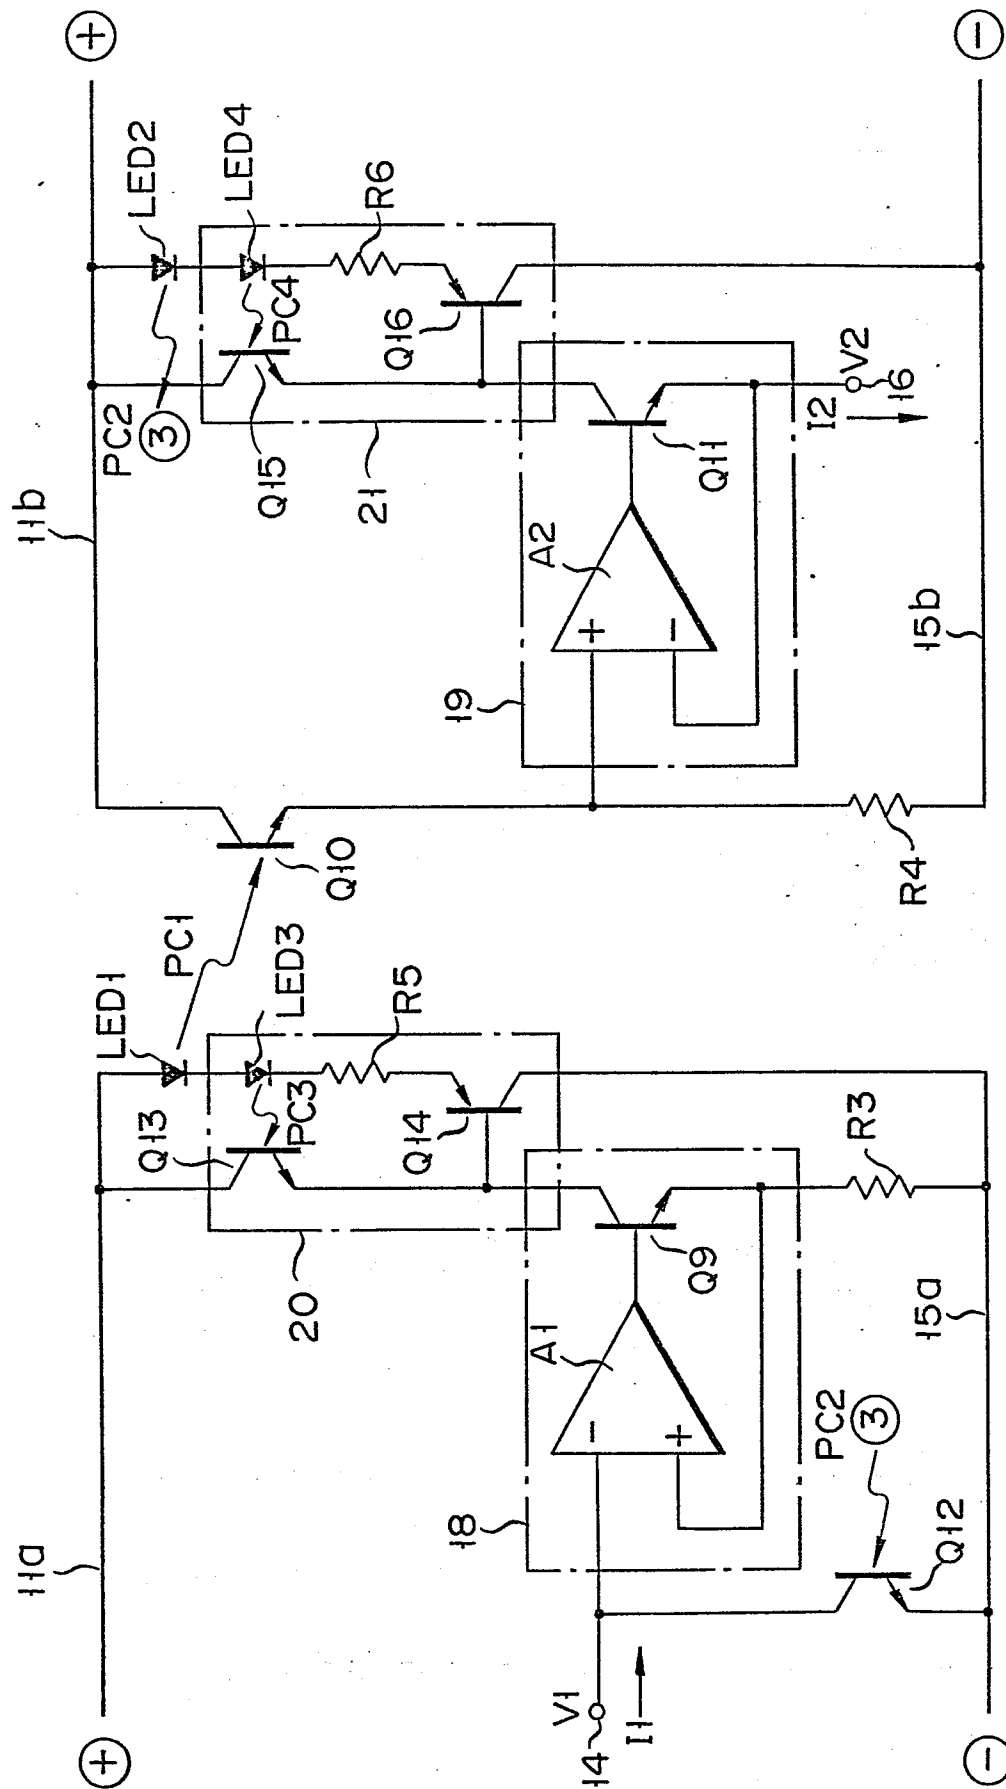 11a
11b
+
+
LED1
PC1
Q13
LED3
PC3
R5
Q14
20
Q10
LED2
PC2
3
LED4
PC4
Q15
R6
Q16
21
18
A1
-
+
Q9
R3
V1
14
I1
PC2
3
Q12
15a
-
19
A2
+
-
Q11
I2
V2
16
R4
15b
-